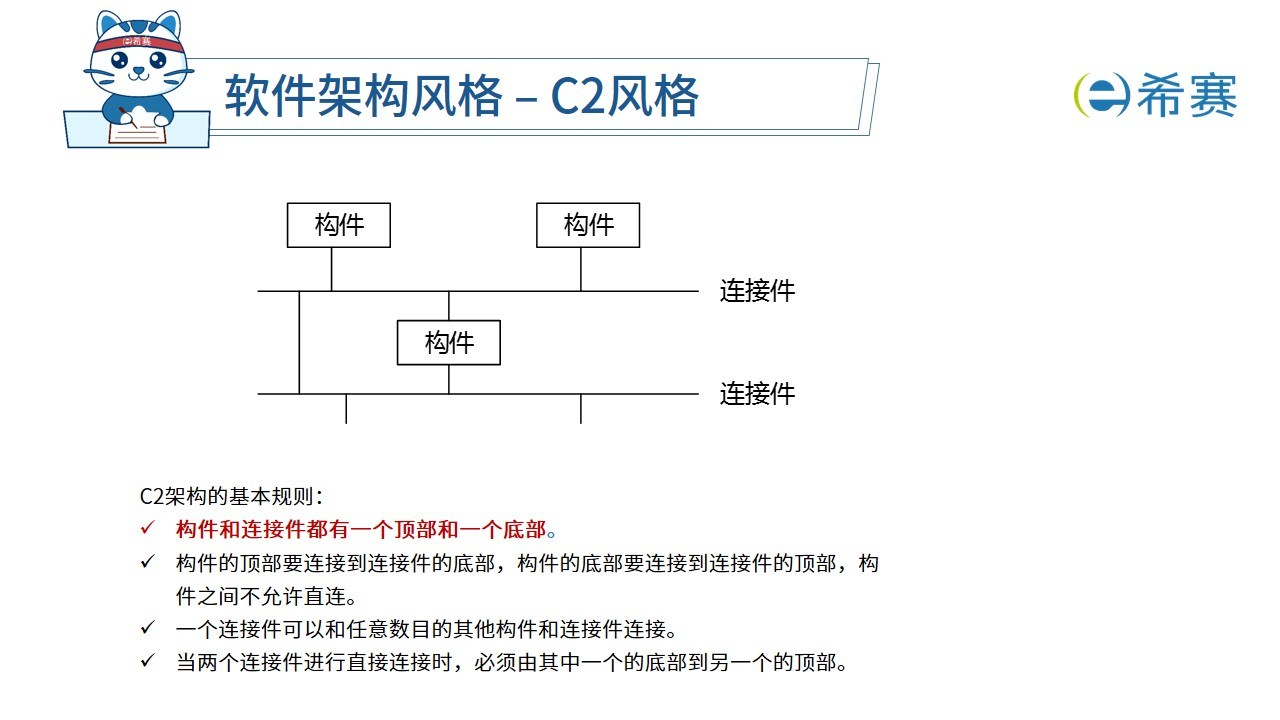 希赛
软件架构风格 – C2风格
希赛
构件 构件
连接件
构件
连接件
C2架构的基本规则：
✓ 构件和连接件都有一个顶部和一个底部。
✓ 构件的顶部要连接到连接件的底部，构件的底部要连接到连接件的顶部，构
件之间不允许直连。
✓ 一个连接件可以和任意数目的其他构件和连接件连接。
✓ 当两个连接件进行直接连接时，必须由其中一个的底部到另一个的顶部。